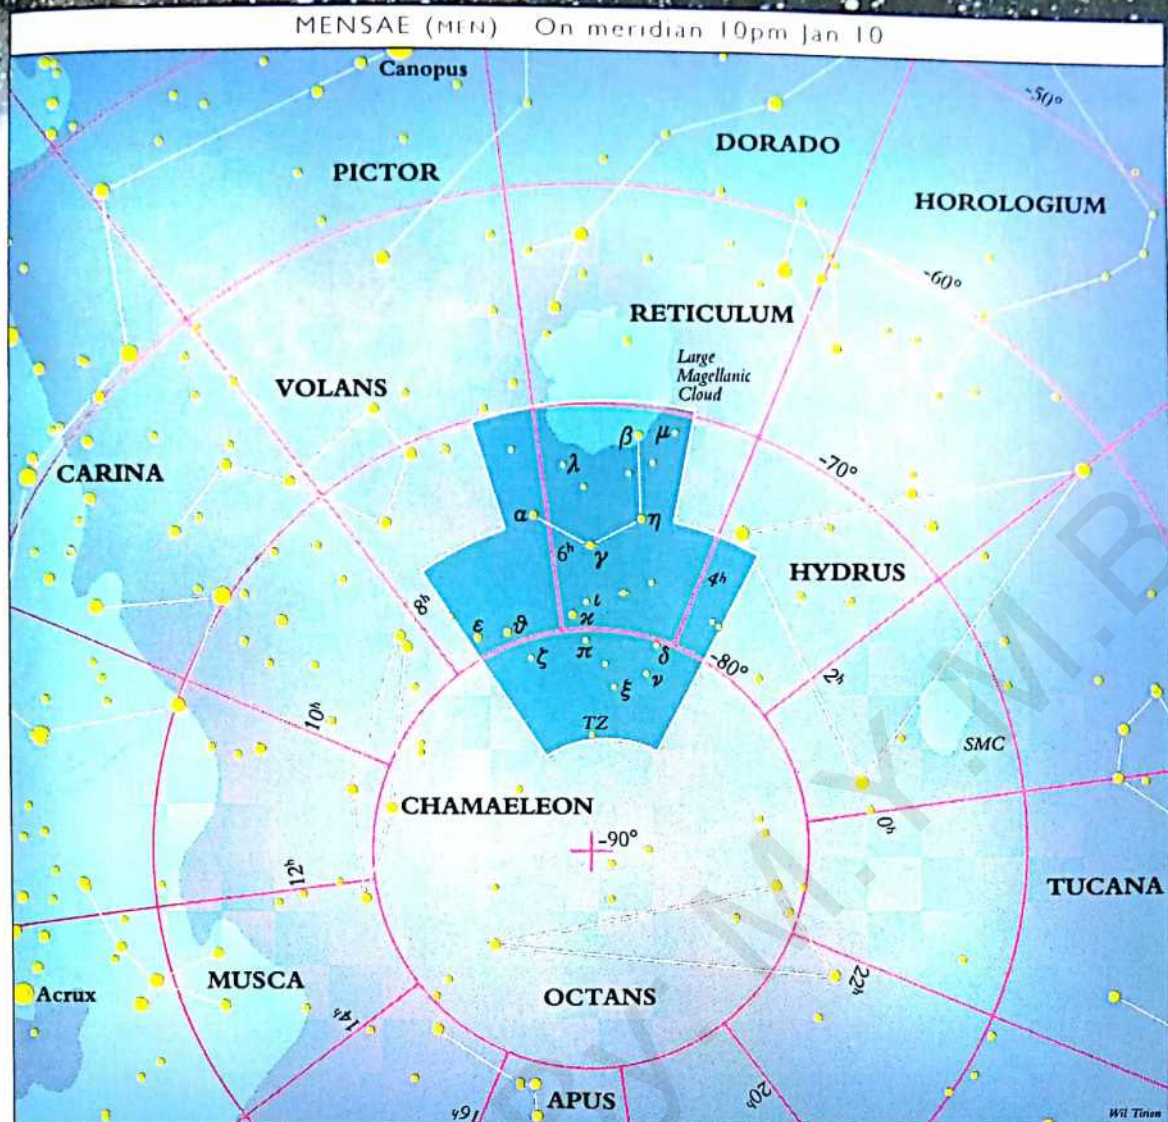 MENSAE (MEN) On meridian 10pm Jan 10
Canopus
-50°
DORADO
PICTOR
HOROLOGIUM
-60°
RETICULUM
Large
Magellanic
Cloud
VOLANS
β μ
CARINA
λ
-70°
α η
6h γ
HYDRUS
4h
8h
ι
ε ϑ ϰ
ζ π δ
-80°
ξ ν
2h
10h
TZ
SMC
CHAMAELEON
0h
-90°
12h
TUCANA
MUSCA
22h
Acrux
OCTANS
14h
20h
APUS
16h
Wil Tirion
BY M.Y.M.B